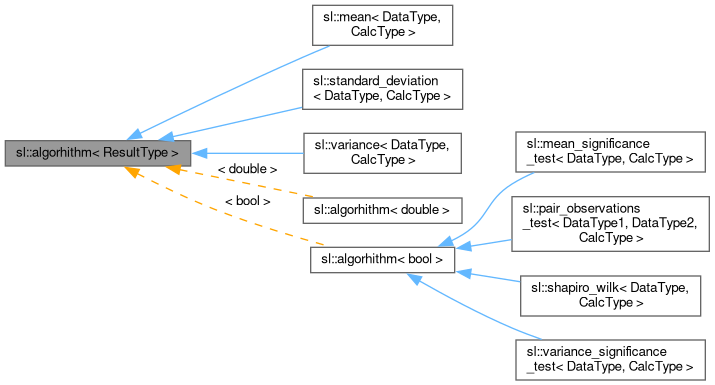 sl::mean< DataType,
CalcType >
sl::standard_deviation
< DataType, CalcType >
sl::algorhithm< ResultType >
sl::variance< DataType,
CalcType >
< double >
< bool >
sl::algorhithm< double >
sl::algorhithm< bool >
sl::mean_significance
_test< DataType, CalcType >
sl::pair_observations
_test< DataType1, DataType2,
CalcType >
sl::shapiro_wilk< DataType,
CalcType >
sl::variance_significance
_test< DataType, CalcType >